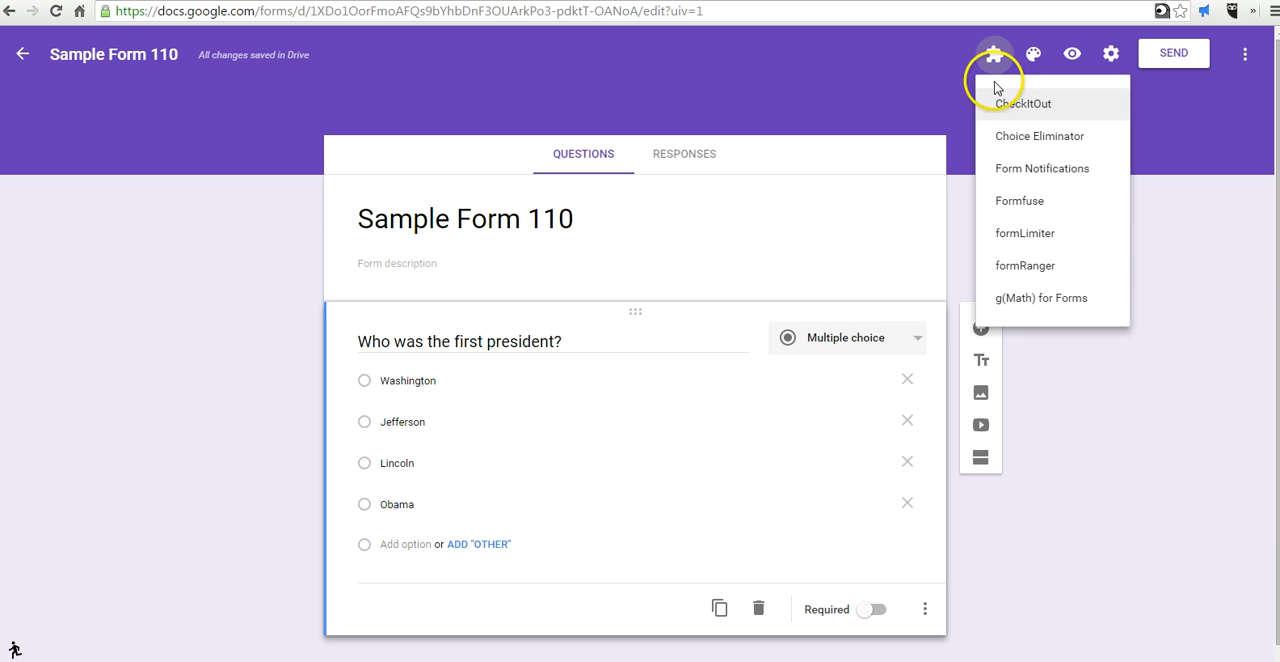 https://docs.google.com/forms/d/1XDo1OorFmoAFQs9bYhbDnF3OUArkPo3-pdktT-OANoA/edit?uiv=1
Sample Form 110
All changes saved in Drive
SEND
CheckItOut
Choice Eliminator
Form Notifications
Formfuse
formLimiter
formRanger
g(Math) for Forms
QUESTIONS RESPONSES
Sample Form 110
Form description
Who was the first president?
Multiple choice
Washington
Jefferson
Lincoln
Obama
Add option or ADD "OTHER"
Required